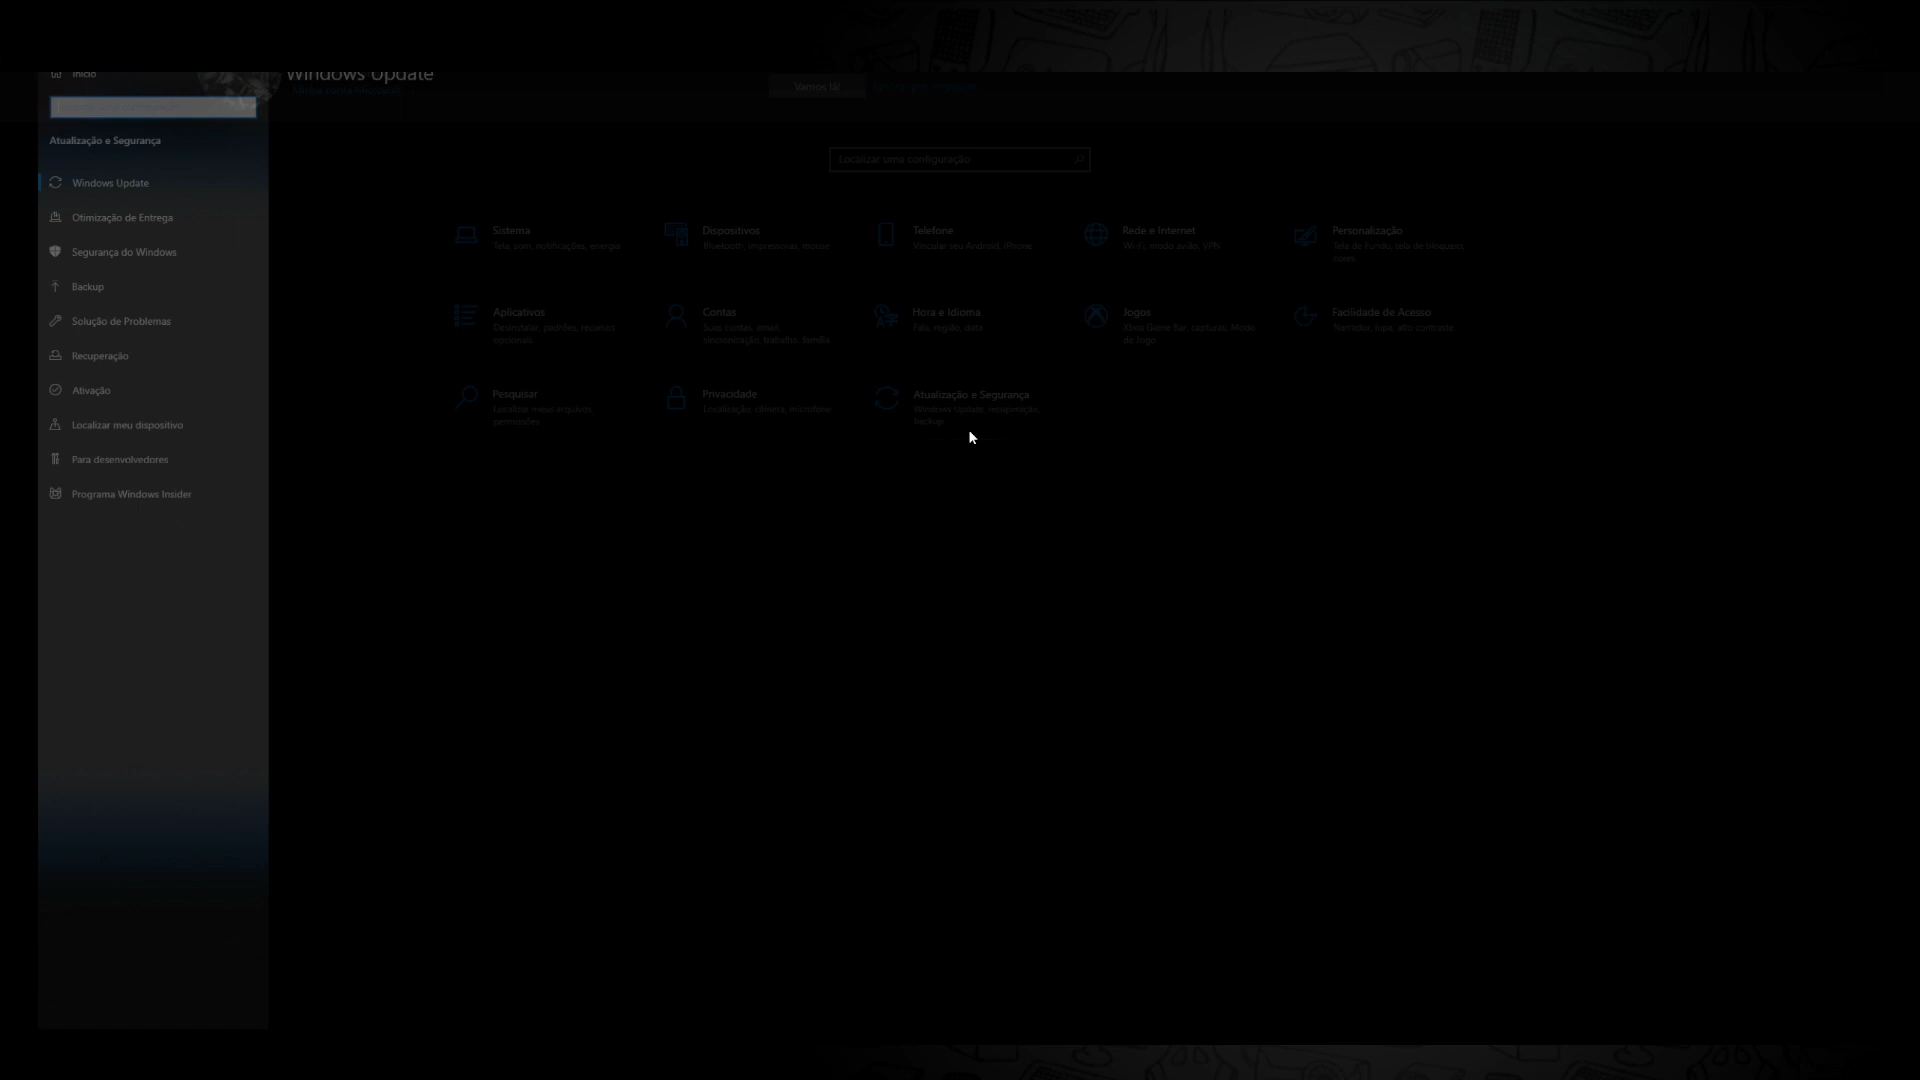 Início
Windows Update
Vamos lá!
Atualização e Segurança
Windows Update
Otimização de Entrega
Segurança do Windows
Backup
Solução de Problemas
Recuperação
Ativação
Localizar meu dispositivo
Para desenvolvedores
Programa Windows Insider
Localizar uma configuração
Sistema
Tela, som, notificações, energia
Dispositivos
Bluetooth, impressoras, mouse
Telefone
Vincular seu Android, iPhone
Rede e Internet
Wi-Fi, modo avião, VPN
Personalização
Tela de Fundo, tela de bloqueio,
cores
Aplicativos
Desinstalar, padrões, recursos
opcionais
Contas
Suas contas, email,
sincronização, trabalho, família
Hora e Idioma
Fala, região, data
Jogos
Xbox Game Bar, capturas, Modo
de Jogo
Facilidade de Acesso
Narrador, lupa, alto contraste
Pesquisar
Localizar meus arquivos,
permissões
Privacidade
Localização, câmera, microfone
Atualização e Segurança
Windows Update, recuperação,
backup